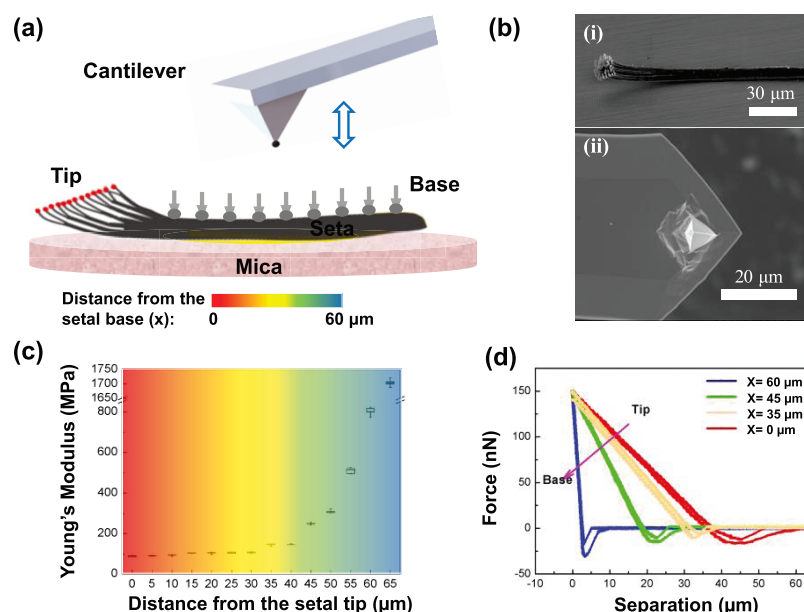 (a)
Cantilever
Tip
Base
Seta
Mica
Distance from the
setal base (x):
0
60 µm
(b)
(i)
30 µm
(ii)
20 µm
(c)
Young's Modulus (MPa)
1750
1700
1650
800
600
400
200
0
0 5 10 15 20 25 30 35 40 45 50 55 60 65
Distance from the setal tip (µm)
(d)
Force (nN)
150
100
50
0
-50
-10 0 10 20 30 40 50 60
Separation (µm)
X= 60 µm
X= 45 µm
X= 35 µm
X= 0 µm
Tip
Base